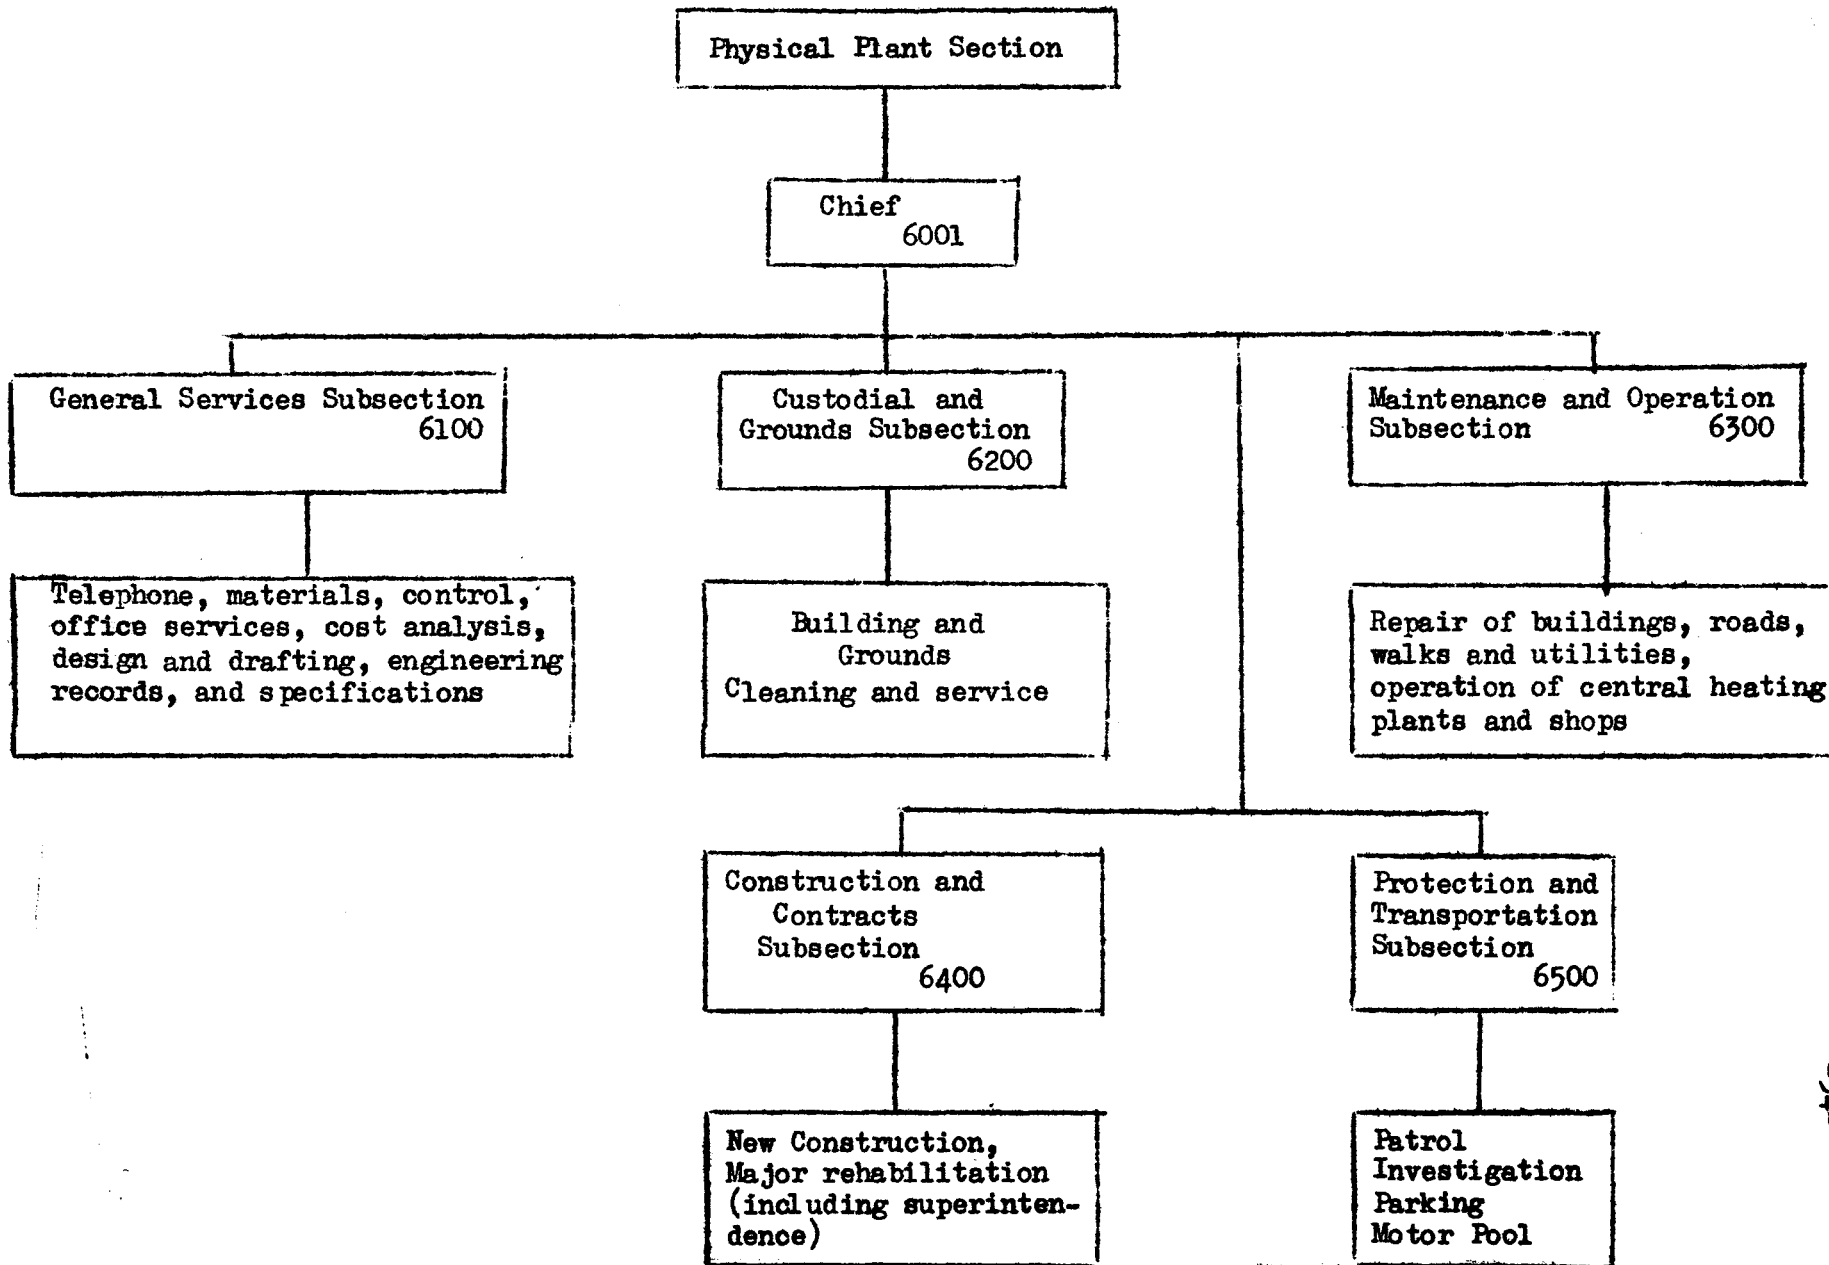 Physical Plant Section
Chief
6001
General Services Subsection
6100
Custodial and
Grounds Subsection
6200
Maintenance and Operation
Subsection 6300
Telephone, materials, control,
office services, cost analysis,
design and drafting, engineering
records, and specifications
Building and
Grounds
Cleaning and service
Repair of buildings, roads,
walks and utilities,
operation of central heating
plants and shops
Construction and
Contracts
Subsection
6400
Protection and
Transportation
Subsection
6500
New Construction,
Major rehabilitation
(including superinten-
dence)
Patrol
Investigation
Parking
Motor Pool